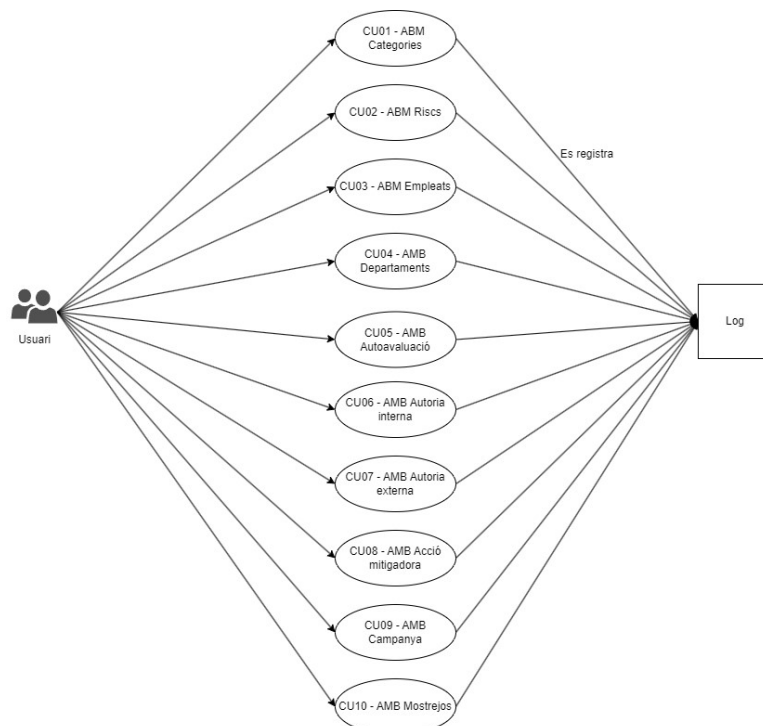 CU01 - ABM
Categories
CU02 - ABM Riscs
Es registra
CU03 - ABM Empleats
CU04 - AMB
Departaments
Usuari
Log
CU05 - AMB
Autoavaluació
CU06 - AMB Autoria
interna
CU07 - AMB Autoria
externa
CU08 - AMB Acció
mitigadora
CU09 - AMB
Campanya
CU10 - AMB Mostrejos